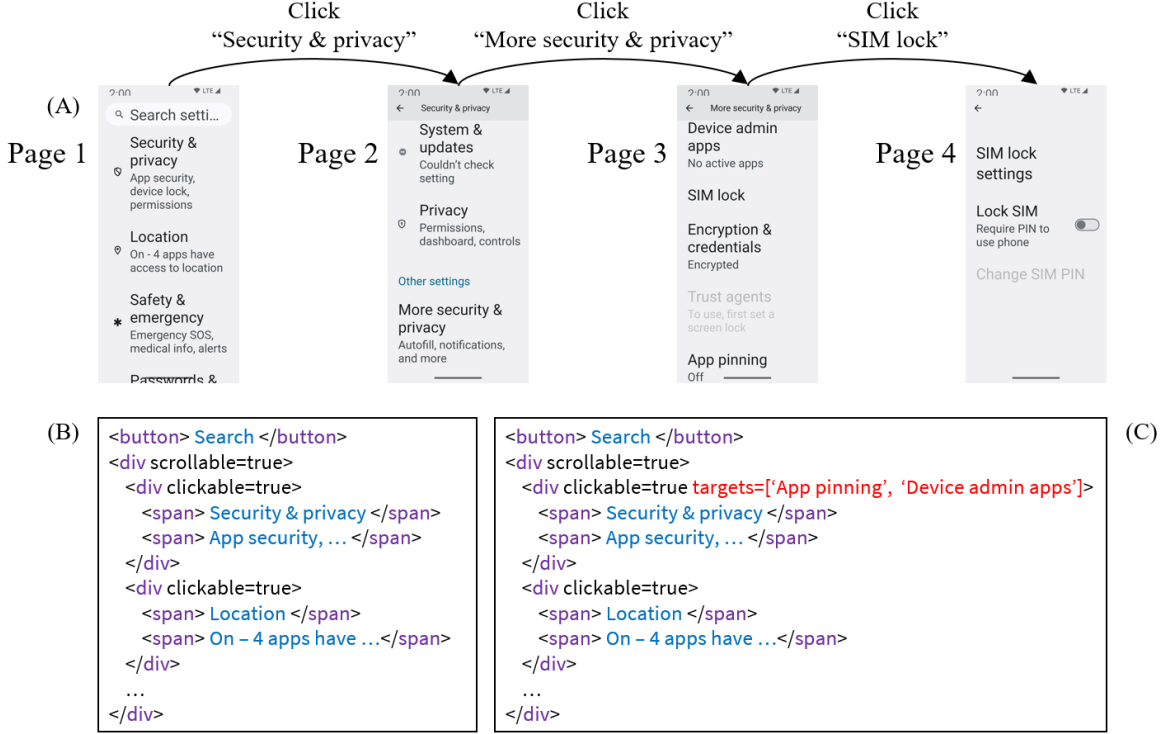 Click
“Security & privacy”
Click
“More security & privacy”
Click
“SIM lock”
(A)
Page 1
2:00
LTE
Search setti...
Security &
privacy
App security,
device lock,
permissions
Location
On - 4 apps have
access to location
Safety &
emergency
Emergency SOS,
medical info, alerts
Passwords &
Page 2
2:00
LTE
Security & privacy
System &
updates
Couldn't check
setting
Privacy
Permissions,
dashboard, controls
Other settings
More security &
privacy
Autofill, notifications,
and more
Page 3
2:00
LTE
More security & privacy
Device admin
apps
No active apps
SIM lock
Encryption &
credentials
Encrypted
Trust agents
To use, first set a
screen lock
App pinning
Off
Page 4
2:00
LTE
SIM lock
settings
Lock SIM
Require PIN to
use phone
Change SIM PIN
(B)
<button> Search </button>
<div scrollable=true>
<div clickable=true>
<span> Security & privacy </span>
<span> App security, … </span>
</div>
<div clickable=true>
<span> Location </span>
<span> On – 4 apps have …</span>
</div>
…
</div>
(C)
<button> Search </button>
<div scrollable=true>
<div clickable=true targets=[‘App pinning’, ‘Device admin apps’]>
<span> Security & privacy </span>
<span> App security, … </span>
</div>
<div clickable=true>
<span> Location </span>
<span> On – 4 apps have …</span>
</div>
…
</div>